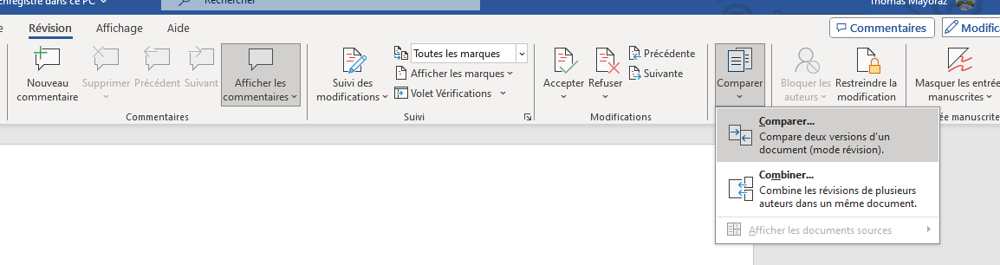 Enregistré dans ce PC
Rechercher
Thomas Mayoraz
Révision
Affichage
Aide
Commentaires
Nouveau
commentaire
Supprimer
Précédent
Suivant
Afficher les
commentaires
Commentaires
Suivi des
modifications
Toutes les marques
Afficher les marques
Volet Vérifications
Suivi
Accepter
Refuser
Précédente
Suivante
Modifications
Comparer
Bloquer les
auteurs
Restreindre la
modification
Masquer les entrée
manuscrites
ée manuscrite
Comparer...
Compare deux versions d'un
document (mode révision).
Combiner...
Combine les révisions de plusieurs
auteurs dans un même document.
Afficher les documents sources